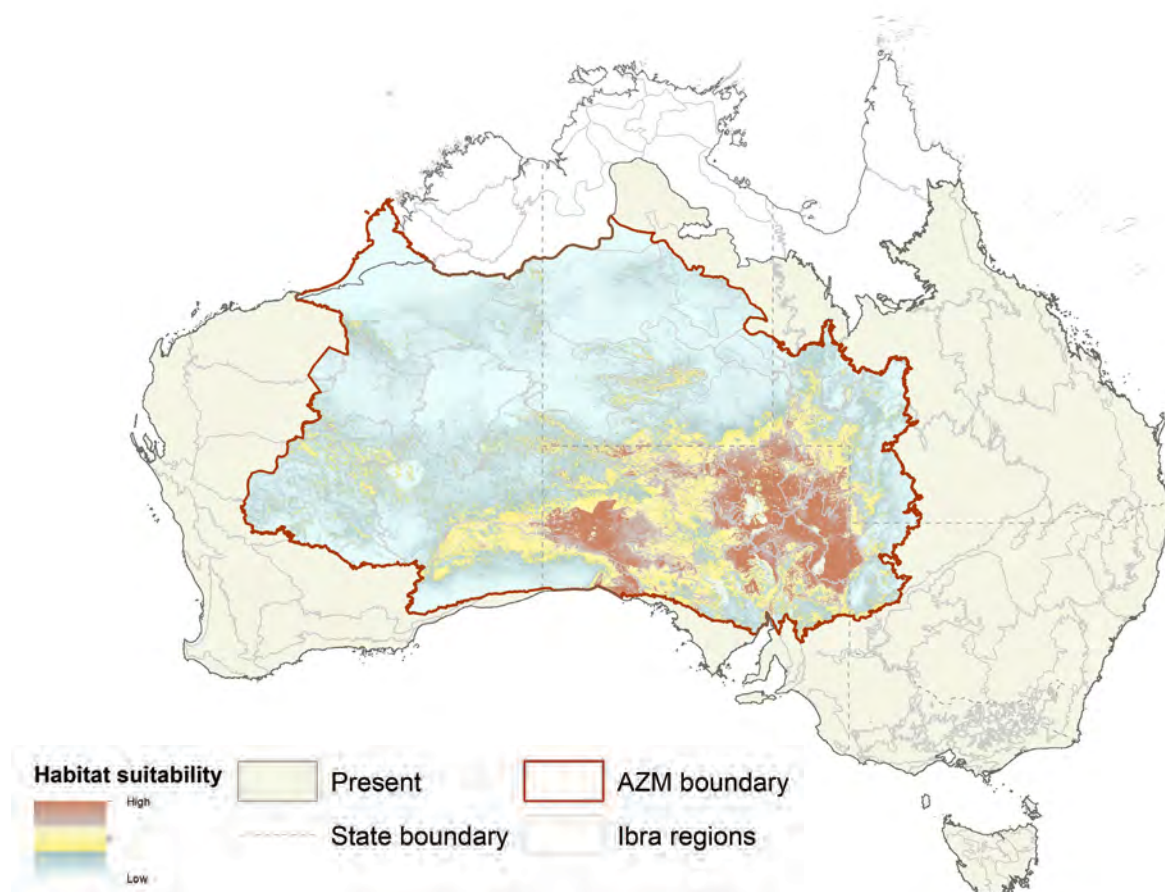 Habitat suitability
High
Low
Present
State boundary
AZM boundary
Ibra regions